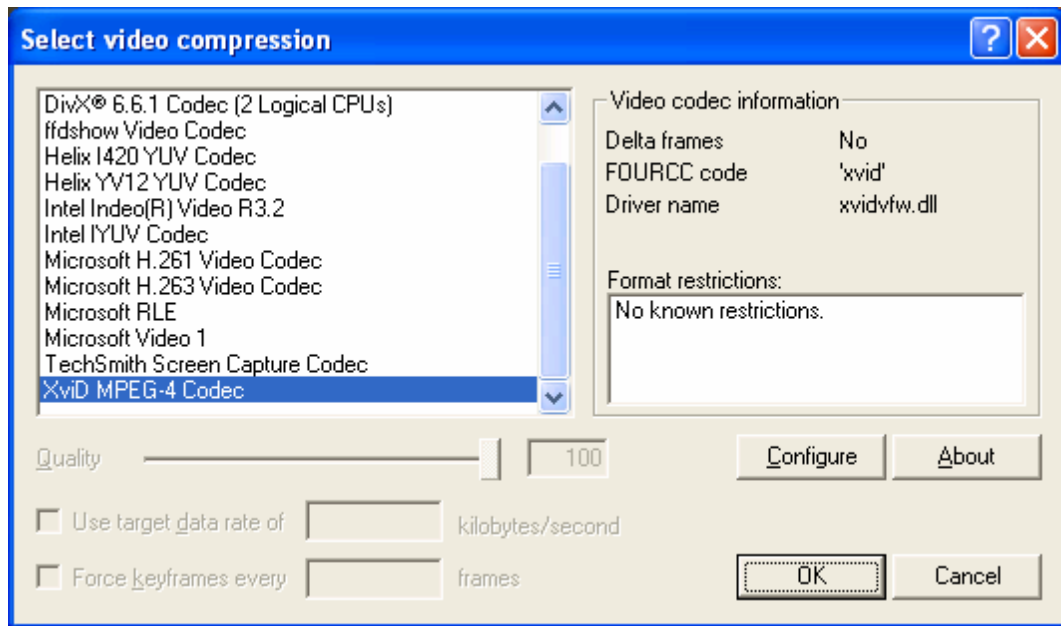 Select video compression
DivX® 6.6.1 Codec (2 Logical CPUs)
ffdshow Video Codec
Helix I420 YUV Codec
Helix YV12 YUV Codec
Intel Indeo(R) Video R3.2
Intel IYUV Codec
Microsoft H.261 Video Codec
Microsoft H.263 Video Codec
Microsoft RLE
Microsoft Video 1
TechSmith Screen Capture Codec
XviD MPEG-4 Codec
Video codec information
Delta frames No
FOURCC code 'xvid'
Driver name xvidvfw.dll
Format restrictions:
No known restrictions.
Quality 100
Configure About
Use target data rate of kilobytes/second
Force keyframes every frames
OK Cancel